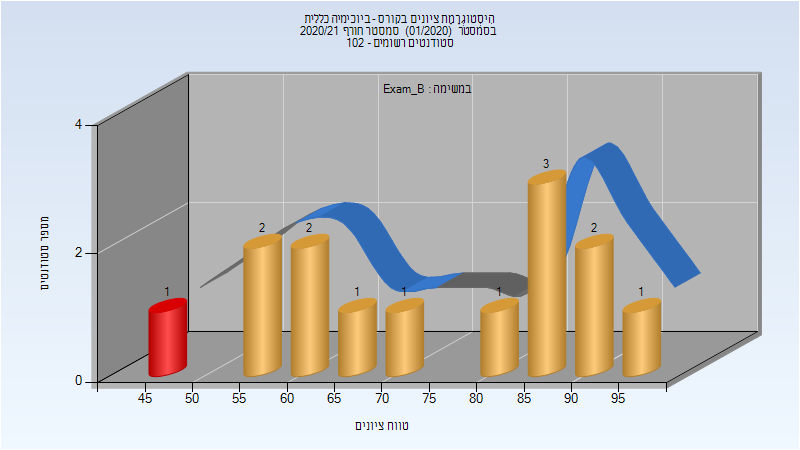 היסטוגרמת ציונים בקורס - ביוכימיה כללית
בסמסטר (01/2020) סמסטר חורף 2020/21
סטודנטים רשומים - 102
במשימה : Exam_B
מספר סטודנטים
4
2
0
1
2
2
1
1
1
3
2
1
45 50 55 60 65 70 75 80 85 90 95
טווח ציונים